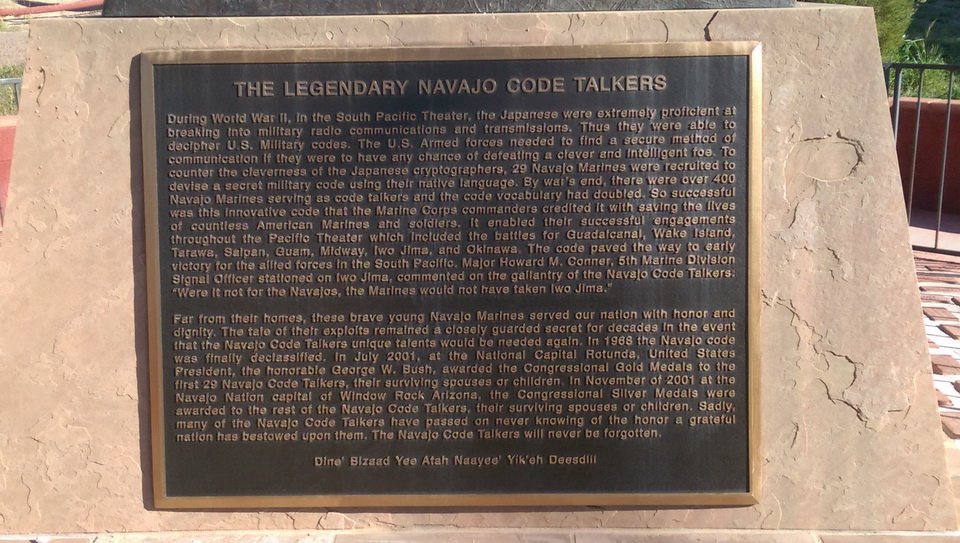 THE LEGENDARY NAVAJO CODE TALKERS
During World War II, in the South Pacific Theater, the Japanese were extremely proficient at
breaking into military radio communications and transmissions. Thus they were able to
decipher U.S. Military codes. The U.S. Armed forces needed to find a secure method of
communication if they were to have any chance of defeating a clever and intelligent foe. To
counter the cleverness of the Japanese cryptographers, 29 Navajo Marines were recruited to
devise a secret military code using their native language. By war's end, there were over 400
Navajo Marines serving as code talkers and the code vocabulary had doubled. So successful
was this innovative code that the Marine Corps commanders credited it with saving the lives
of countless American Marines and soldiers. It enabled their successful engagements
throughout the Pacific Theater which included the battles for Guadalcanal, Wake Island,
Tarawa, Saipan, Guam, Midway, Iwo Jima, and Okinawa. The code paved the way to early
victory for the allied forces in the South Pacific. Major Howard M. Conner, 5th Marine Division
Signal Officer stationed on Iwo Jima, commented on the gallantry of the Navajo Code Talkers:
"Were it not for the Navajos, the Marines would not have taken Iwo Jima."
Far from their homes, these brave young Navajo Marines served our nation with honor and
dignity. The tale of their exploits remained a closely guarded secret for decades in the event
that the Navajo Code Talkers unique talents would be needed again. In 1968 the Navajo code
was finally declassified. In July 2001, at the National Capital Rotunda, United States
President, the honorable George W. Bush, awarded the Congressional Gold Medals to the
first 29 Navajo Code Talkers, their surviving spouses or children. In November of 2001 at the
Navajo Nation capital of Window Rock Arizona, the Congressional Silver Medals were
awarded to the rest of the Navajo Code Talkers, their surviving spouses or children. Sadly,
many of the Navajo Code Talkers have passed on never knowing of the honor a grateful
nation has bestowed upon them. The Navajo Code Talkers will never be forgotten.
Dine' Bizaad Yee Atah Naayee' Yik'eh Deesdlii